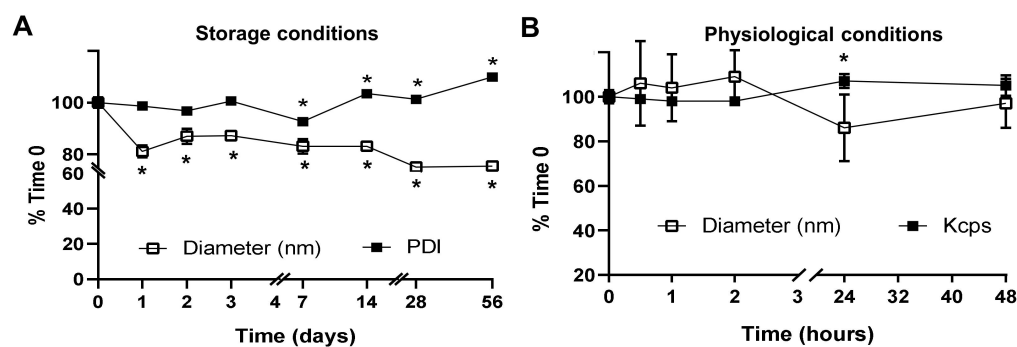 A
Storage conditions
% Time 0
100
80
60
40
20
0
* * * *
* * * * * * *
Diameter (nm) PDI
0 1 2 3 4 7 14 28 56
Time (days)
B
Physiological conditions
% Time 0
100
80
60
40
20
*
Diameter (nm) Kcps
0 1 2 3 24 32 40 48
Time (hours)